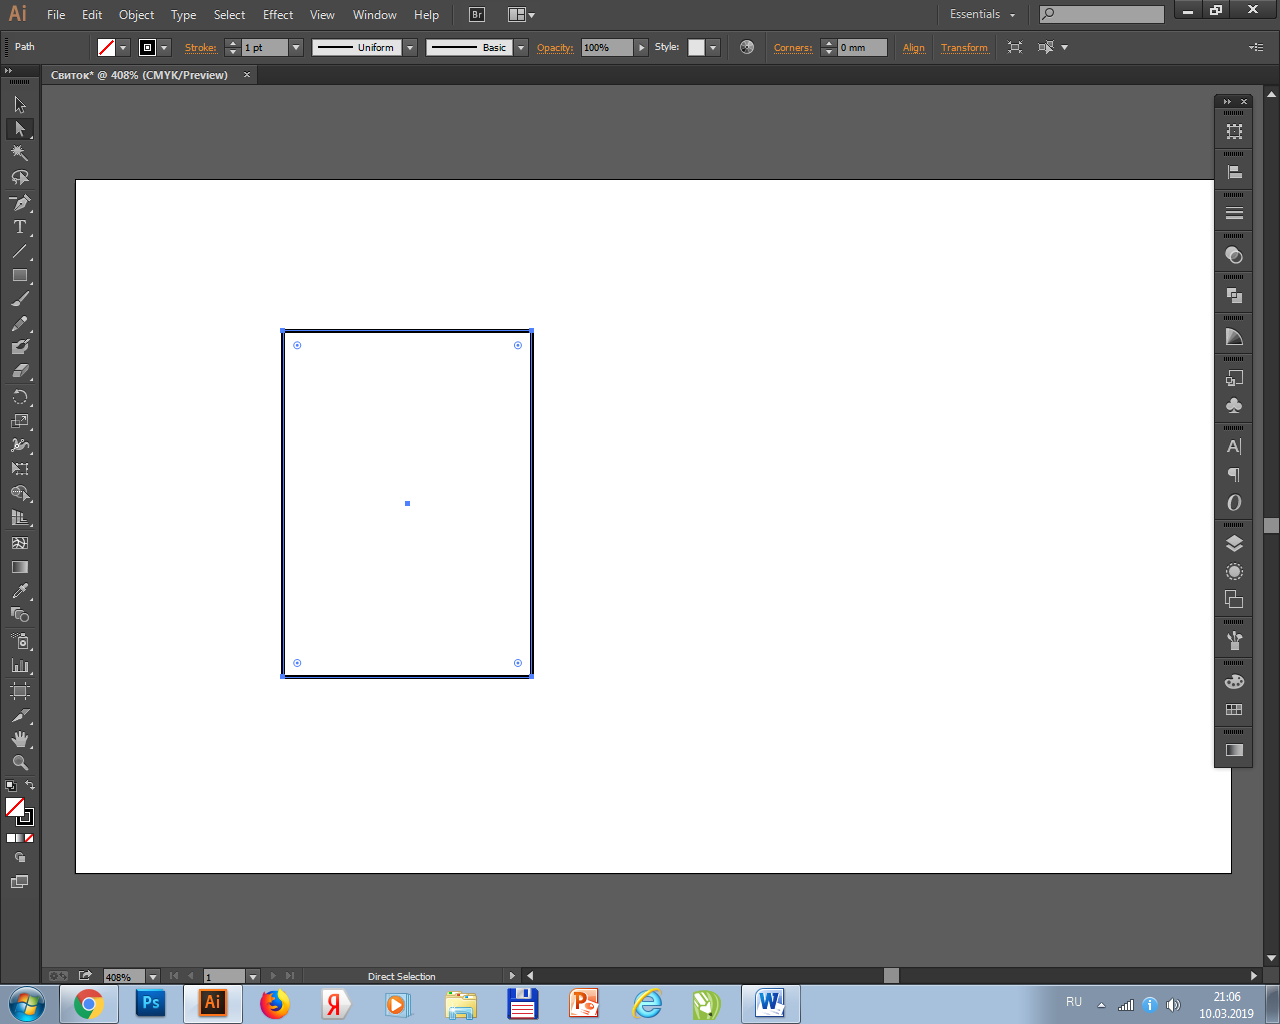 Ai File Edit Object Type Select Effect View Window Help Br Essentials
Path Stroke: 1 pt Uniform Basic Opacity: 100% Style: Corners: 0 mm Align Transform
Свиток* @ 408% (CMYK/Preview)
408% 1 Direct Selection
Ps Ai Я P W RU 21:06
10.03.2019